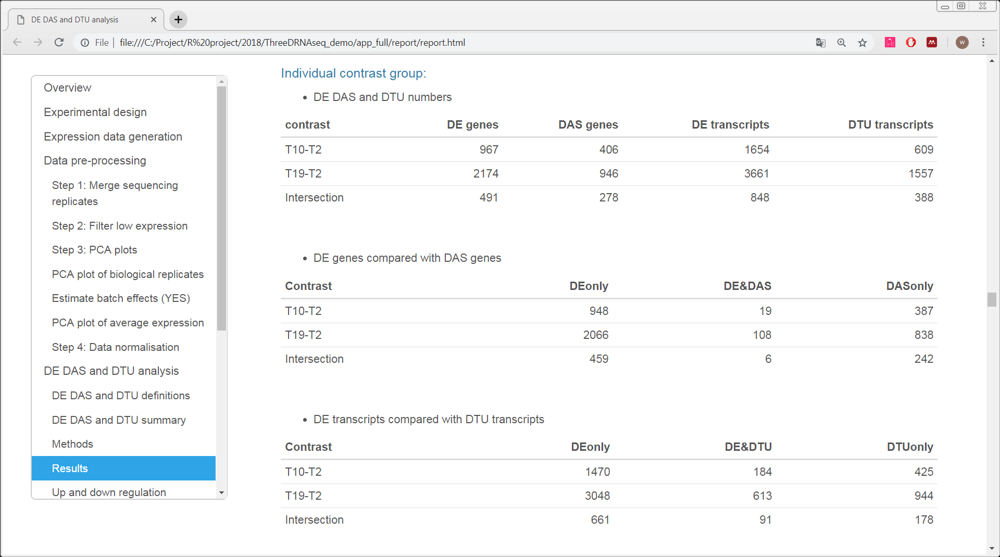 DE DAS and DTU analysis
File | file:///C:/Project/R%20project/2018/ThreeDRNAseq_demo/app_full/report/report.html
W
Overview
Experimental design
Expression data generation
Data pre-processing
Step 1: Merge sequencing
replicates
Step 2: Filter low expression
Step 3: PCA plots
PCA plot of biological replicates
Estimate batch effects (YES)
PCA plot of average expression
Step 4: Data normalisation
DE DAS and DTU analysis
DE DAS and DTU definitions
DE DAS and DTU summary
Methods
Results
Up and down regulation
Individual contrast group:
• DE DAS and DTU numbers
contrast DE genes DAS genes DE transcripts DTU transcripts
T10-T2 967 406 1654 609
T19-T2 2174 946 3661 1557
Intersection 491 278 848 388
• DE genes compared with DAS genes
Contrast DEonly DE&DAS DASonly
T10-T2 948 19 387
T19-T2 2066 108 838
Intersection 459 6 242
• DE transcripts compared with DTU transcripts
Contrast DEonly DE&DTU DTUonly
T10-T2 1470 184 425
T19-T2 3048 613 944
Intersection 661 91 178